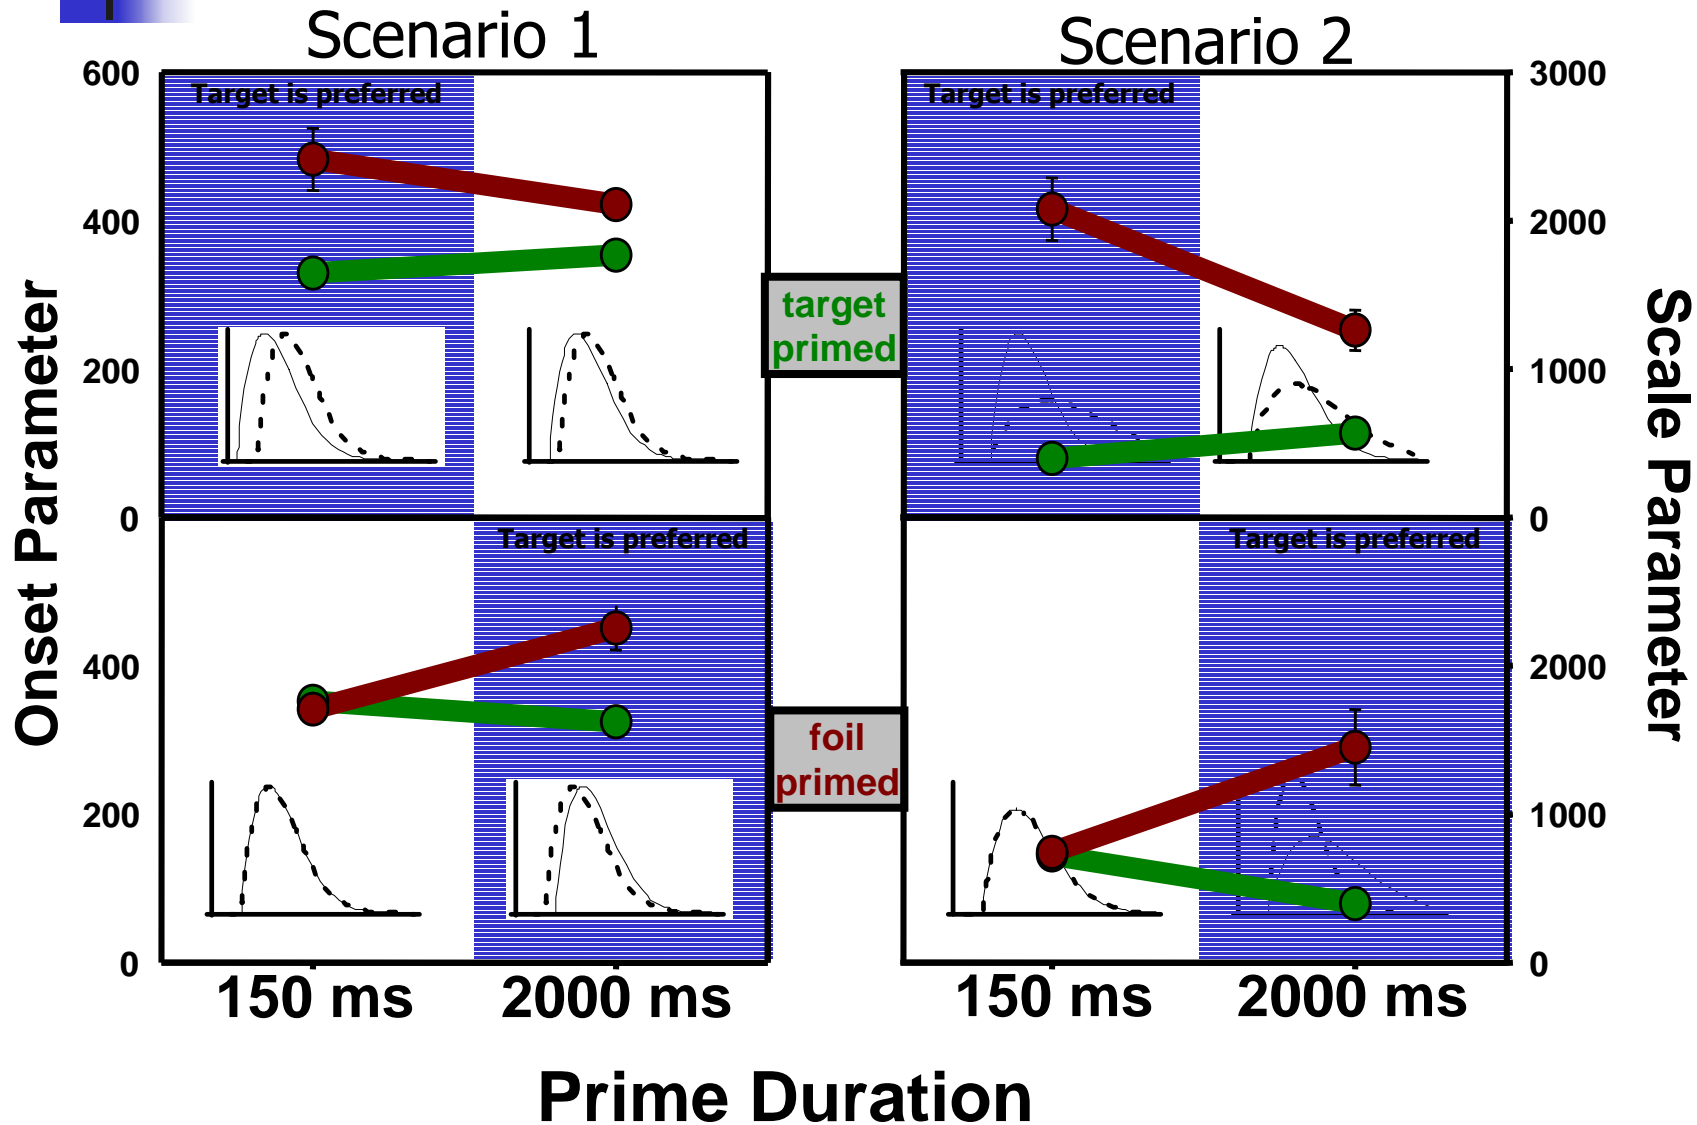 Scenario 1
Scenario 2
600
Target is preferred
Target is preferred
3000
400
2000
target
primed
200
1000
0
0
Onset Parameter
Scale Parameter
Target is preferred
Target is preferred
400
2000
foil
primed
200
1000
0
0
150 ms
2000 ms
150 ms
2000 ms
Prime Duration